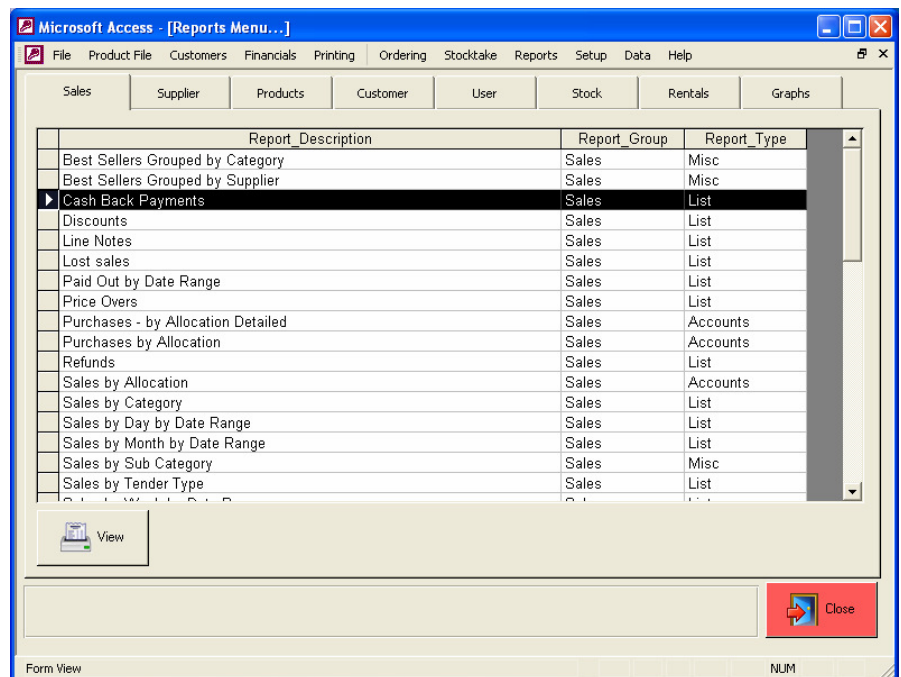 Microsoft Access - [Reports Menu...]
File Product File Customers Financials Printing Ordering Stocktake Reports Setup Data Help
Sales Supplier Products Customer User Stock Rentals Graphs
Report_Description Report_Group Report_Type
Best Sellers Grouped by Category Sales Misc
Best Sellers Grouped by Supplier Sales Misc
Cash Back Payments Sales List
Discounts Sales List
Line Notes Sales List
Lost sales Sales List
Paid Out by Date Range Sales List
Price Overs Sales List
Purchases - by Allocation Detailed Sales Accounts
Purchases by Allocation Sales Accounts
Refunds Sales List
Sales by Allocation Sales Accounts
Sales by Category Sales List
Sales by Day by Date Range Sales List
Sales by Month by Date Range Sales List
Sales by Sub Category Sales Misc
Sales by Tender Type Sales List
View
Close
Form View NUM